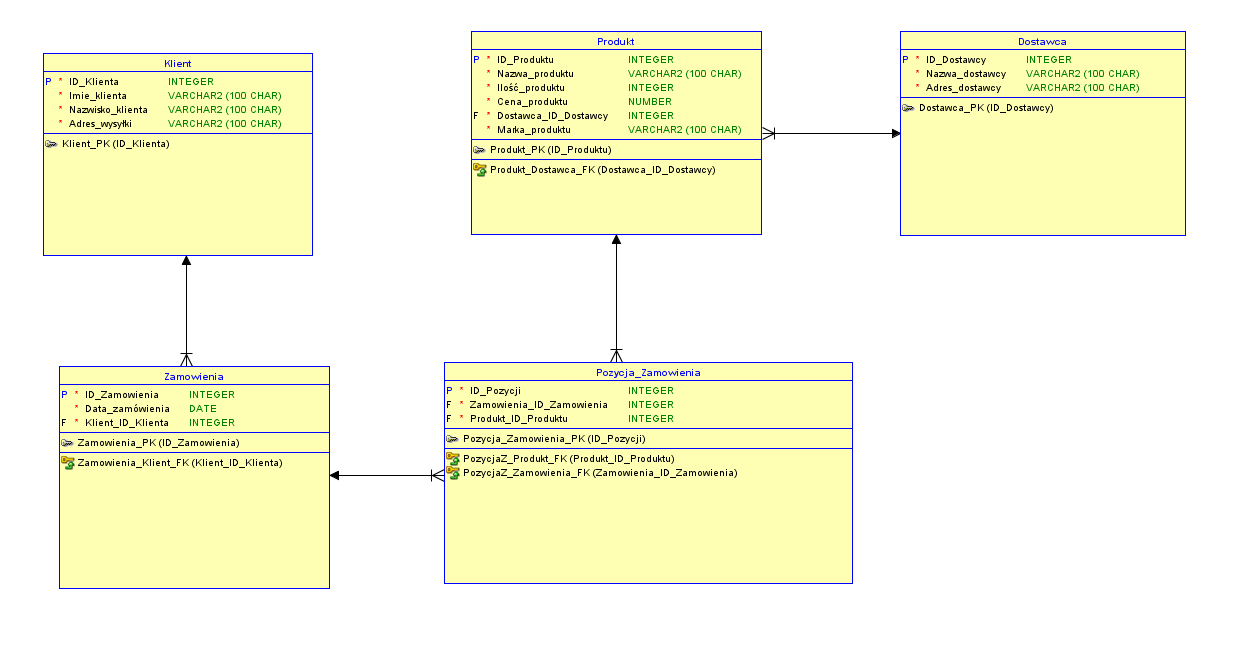 Klient
P * ID_Klienta INTEGER
* Imie_klienta VARCHAR2 (100 CHAR)
* Nazwisko_klienta VARCHAR2 (100 CHAR)
* Adres_wysyłki VARCHAR2 (100 CHAR)
Klient_PK (ID_Klienta)
Produkt
P * ID_Produktu INTEGER
* Nazwa_produktu VARCHAR2 (100 CHAR)
* Ilość_produktu INTEGER
* Cena_produktu NUMBER
F * Dostawca_ID_Dostawcy INTEGER
* Marka_produktu VARCHAR2 (100 CHAR)
Produkt_PK (ID_Produktu)
Produkt_Dostawca_FK (Dostawca_ID_Dostawcy)
Dostawca
P * ID_Dostawcy INTEGER
* Nazwa_dostawcy VARCHAR2 (100 CHAR)
* Adres_dostawcy VARCHAR2 (100 CHAR)
Dostawca_PK (ID_Dostawcy)
Zamowienia
P * ID_Zamowienia INTEGER
* Data_zamówienia DATE
F * Klient_ID_Klienta INTEGER
Zamowienia_PK (ID_Zamowienia)
Zamowienia_Klient_FK (Klient_ID_Klienta)
Pozycja_Zamowienia
P * ID_Pozycji INTEGER
F * Zamowienia_ID_Zamowienia INTEGER
F * Produkt_ID_Produktu INTEGER
Pozycja_Zamowienia_PK (ID_Pozycji)
PozycjaZ_Produkt_FK (Produkt_ID_Produktu)
PozycjaZ_Zamowienia_FK (Zamowienia_ID_Zamowienia)